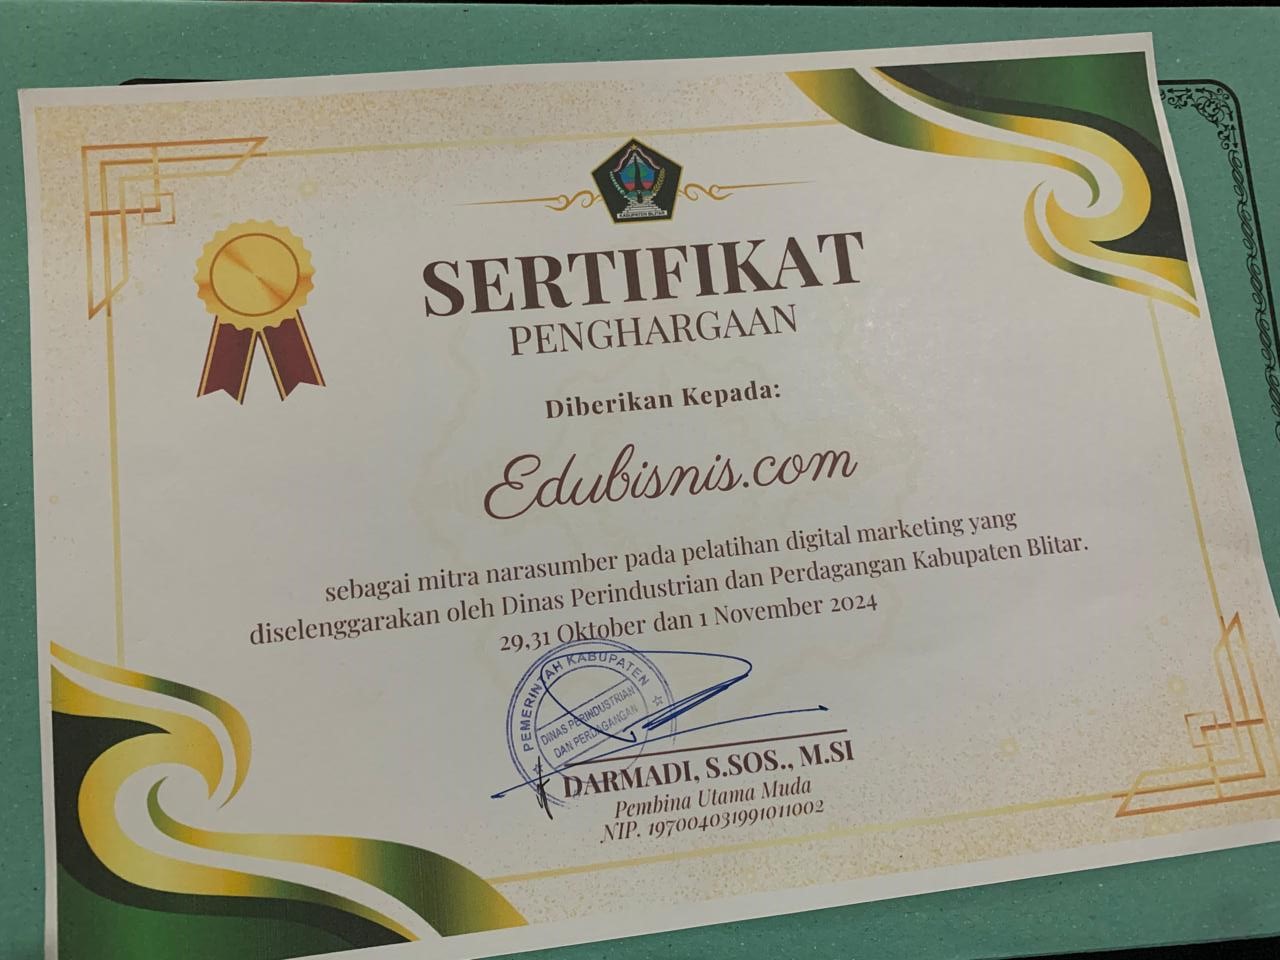 KABUPATEN BLITAR
SERTIFIKAT
PENGHARGAAN
Diberikan Kepada:
Edubisnis.com
sebagai mitra narasumber pada pelatihan digital marketing yang
diselenggarakan oleh Dinas Perindustrian dan Perdagangan Kabupaten Blitar.
29,31 Oktober dan 1 November 2024
PEMERINTAH KABUPATEN
DINAS PERINDUSTRIAN
DAN PERDAGANGAN
DARMADI, S.SOS., M.SI
Pembina Utama Muda
NIP. 197004031991011002